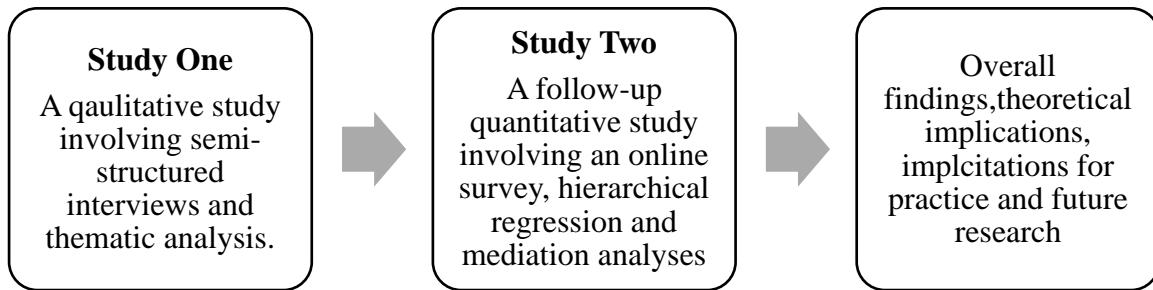 Study One
A qaulitative study
involving semi-
structured
interviews and
thematic analysis.
Study Two
A follow-up
quantitative study
involving an online
survey, hierarchical
regression and
mediation analyses
Overall
findings,theoretical
implications,
implcitations for
practice and future
research